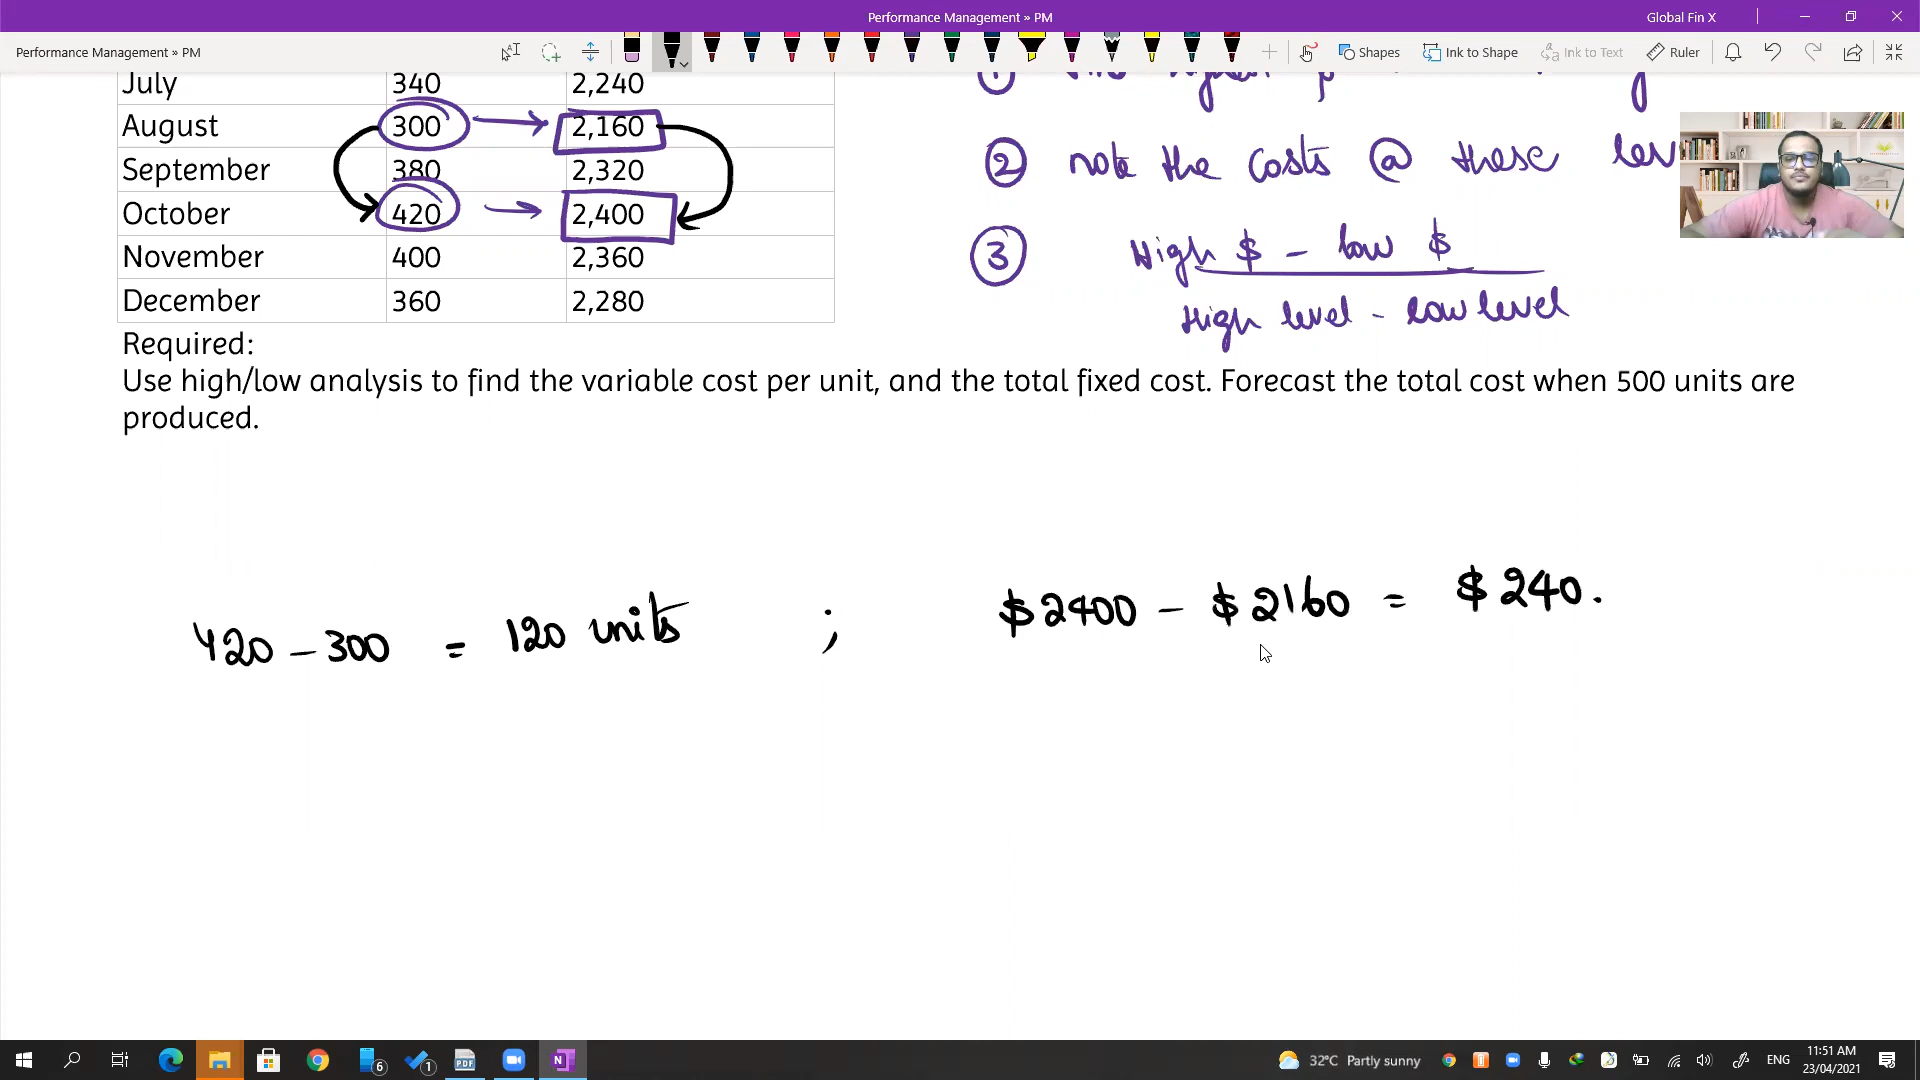 Performance Management » PM
Global Fin X
Performance Management » PM
Shapes
Ink to Shape
Ink to Text
Ruler
July 340 2,240
August 300 2,160
September 380 2,320
October 420 2,400
November 400 2,360
December 360 2,280
①
② note the costs @ these
③ High $ - low $
High level - low level
Required:
Use high/low analysis to find the variable cost per unit, and the total fixed cost. Forecast the total cost when 500 units are
produced.
420 - 300 = 120 units ; $2400 - $2160 = $240.
6
1
PDF
32°C Partly sunny
ENG
11:51 AM
23/04/2021